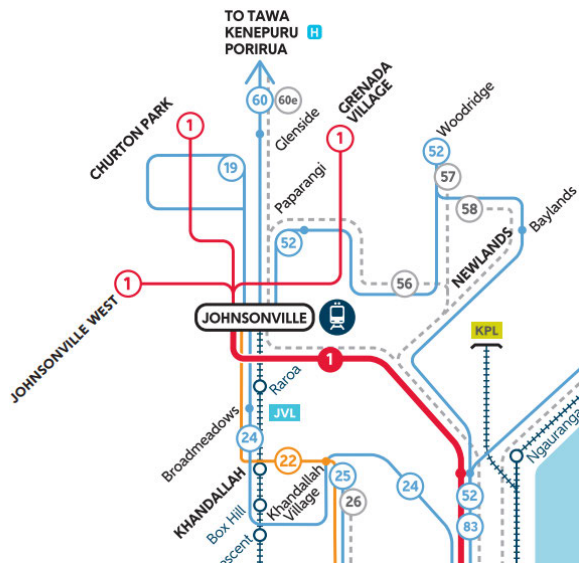 TO TAWA
KENEPURU
PORIRUA
H
60
60e
Glenside
CHURTON PARK
1
GRENADA
VILLAGE
1
Woodridge
52
57
19
Paparangi
58
52
Baylands
NEWLANDS
56
JOHNSONVILLE WEST
1
JOHNSONVILLE
KPL
1
Raroa
JVL
Broadmeadows
24
22
KHANDALLAH
Khandallah
Village
25
26
24
Ngauranga
52
Box Hill
83
escent